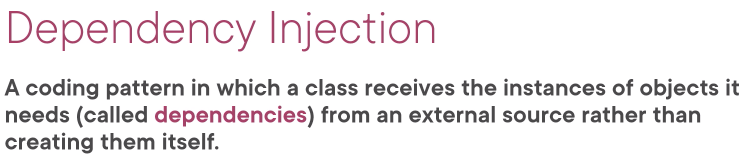 Dependency Injection
A coding pattern in which a class receives the instances of objects it
needs (called dependencies) from an external source rather than
creating them itself.